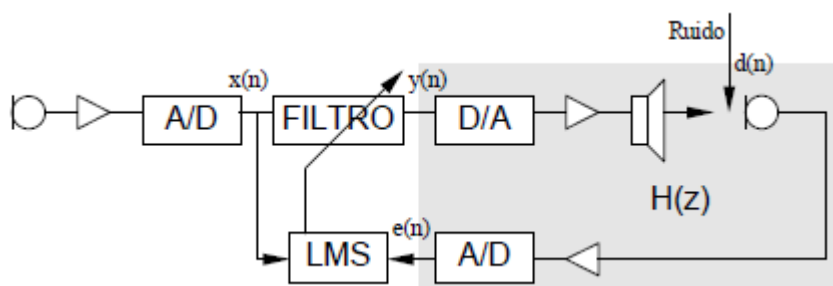 Ruido
x(n)
y(n)
d(n)
A/D
FILTRO
D/A
H(z)
e(n)
LMS
A/D